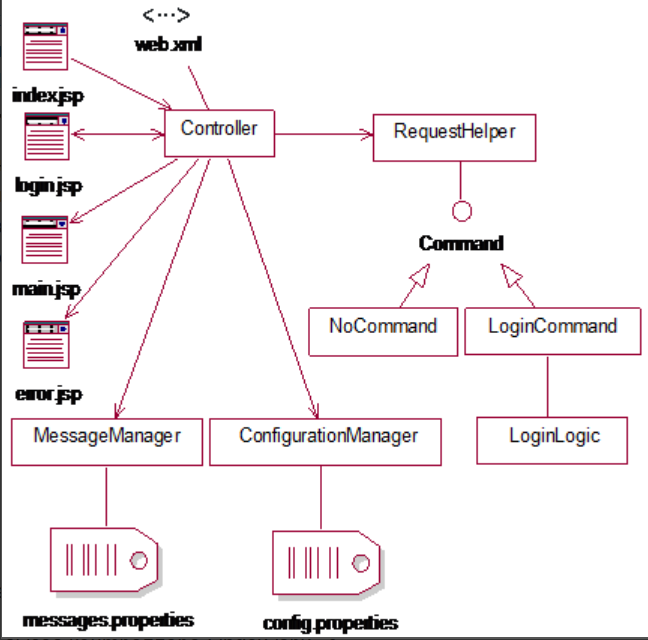 <···>
web.xml
index.jsp
Controller
RequestHelper
login.jsp
Command
main.jsp
NoCommand
LoginCommand
error.jsp
MessageManager
ConfigurationManager
LoginLogic
messages.properties
config.properties